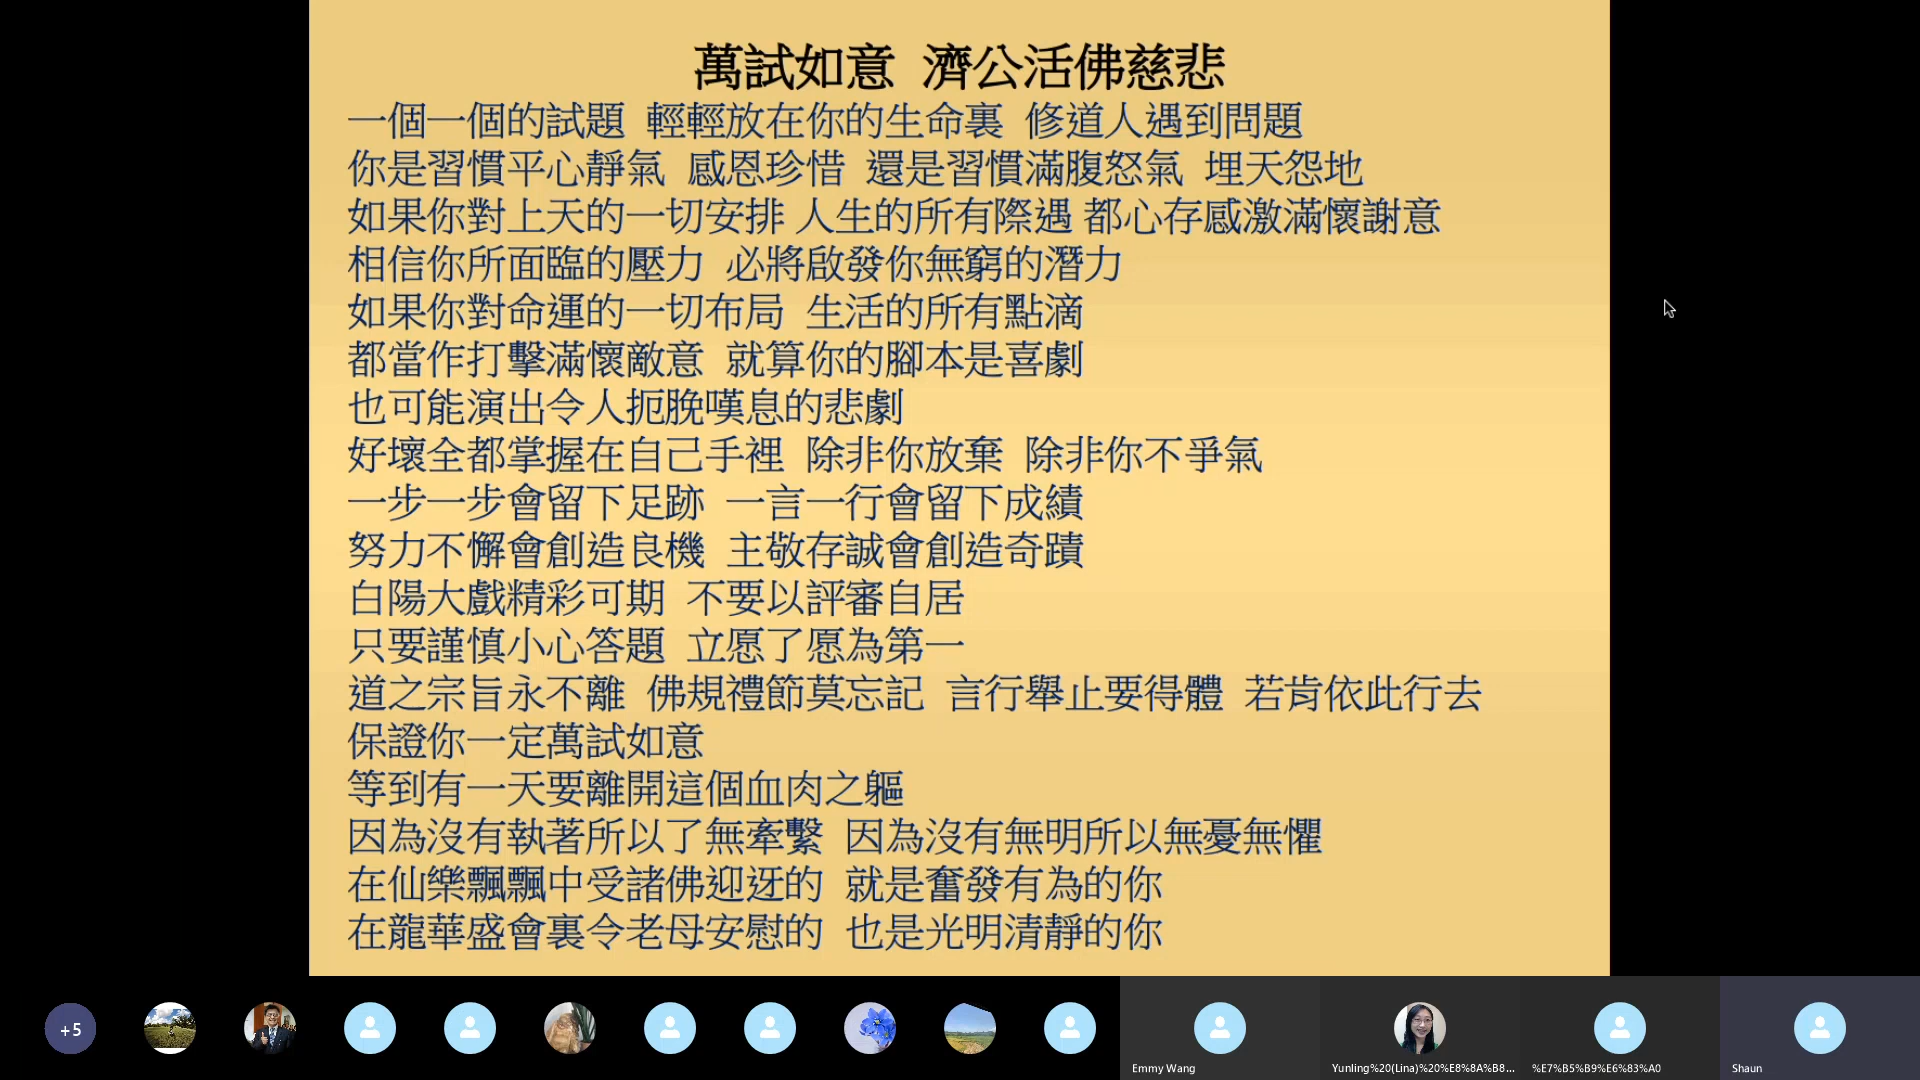 萬試如意 濟公活佛慈悲
一個一個的試題 輕輕放在你的生命裏 修道人遇到問題
你是習慣平心靜氣 感恩珍惜 還是習慣滿腹怒氣 埋天怨地
如果你對上天的一切安排 人生的所有際遇 都心存感激滿懷謝意
相信你所面臨的壓力 必將啟發你無窮的潛力
如果你對命運的一切布局 生活的所有點滴
都當作打擊滿懷敵意 就算你的腳本是喜劇
也可能演出令人扼腕嘆息的悲劇
好壞全都掌握在自己手裡 除非你放棄 除非你不爭氣
一步一步會留下足跡 一言一行會留下成績
努力不懈會創造良機 主敬存誠會創造奇蹟
白陽大戲精彩可期 不要以評審自居
只要謹慎小心答題 立愿了愿為第一
道之宗旨永不離 佛規禮節莫忘記 言行舉止要得體 若肯依此行去
保證你一定萬試如意
等到有一天要離開這個血肉之軀
因為沒有執著所以了無牽繫 因為沒有無明所以無憂無懼
在仙樂飄飄中受諸佛迎迓的 就是奮發有為的你
在龍華盛會裏令老母安慰的 也是光明清靜的你
+5
Emmy Wang
Yunling%20(Lina)%20%E8%8A%B8...
%E7%B5%B9%E6%83%A0
Shaun